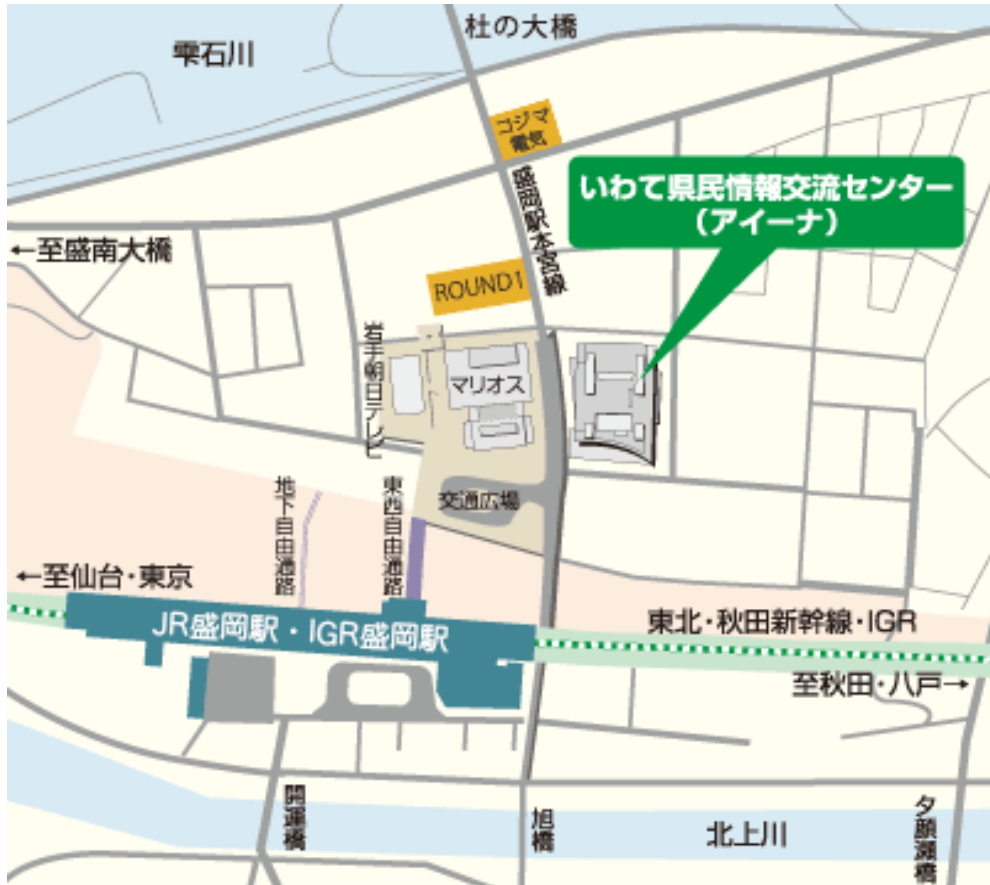 杜の大橋
雫石川
コジマ
電気
いわて県民情報交流センター
（アイーナ）
盛岡駅本宮線
←至盛南大橋
ROUND1
岩手朝日テレビ
マリオス
地下自由通路
東西自由通路
交通広場
←至仙台・東京
JR盛岡駅・IGR盛岡駅
東北・秋田新幹線・IGR
至秋田・八戸→
開運橋
旭橋
北上川
夕顔瀬橋